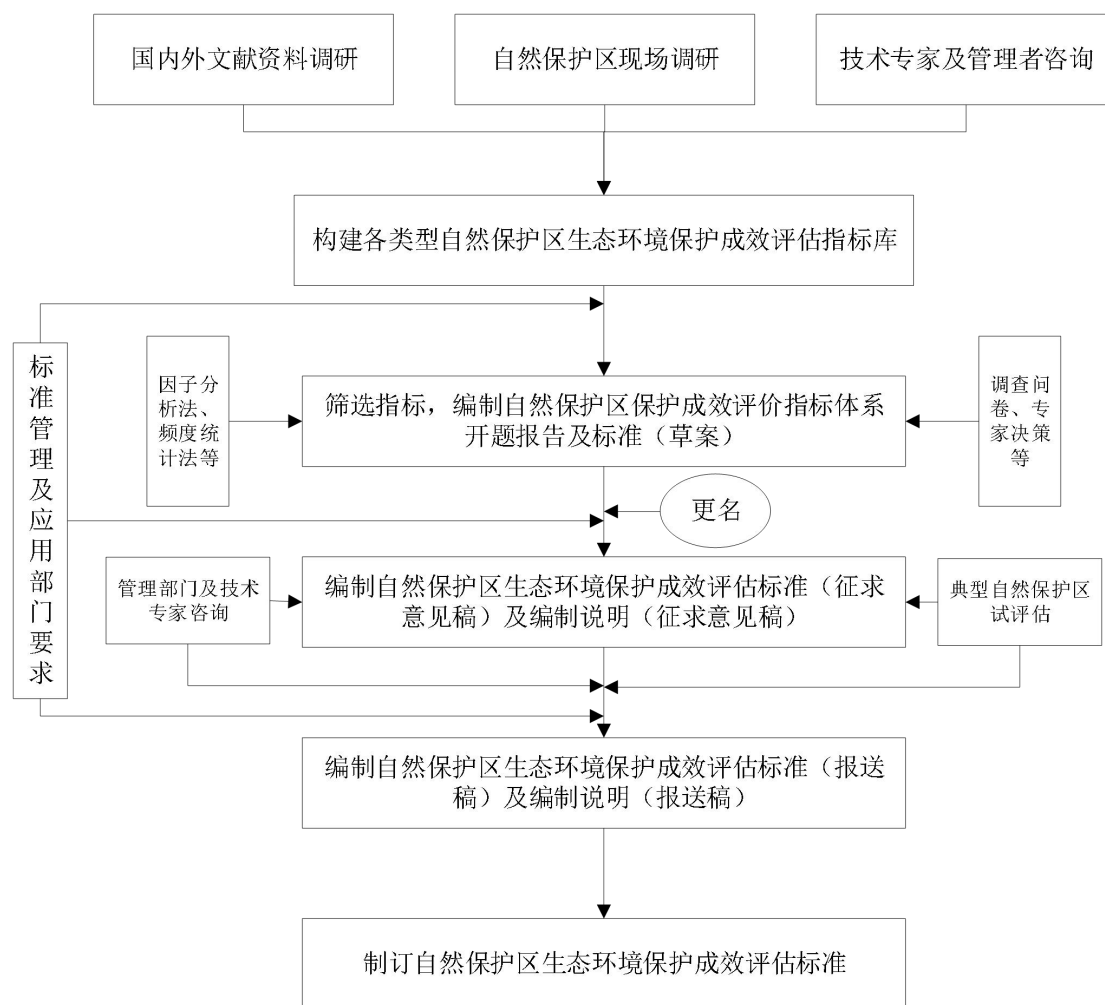 国内外文献资料调研
自然保护区现场调研
技术专家及管理者咨询
构建各类型自然保护区生态环境保护成效评估指标库
标准管理及应用部门要求
因子分
析法、
频度统
计法等
筛选指标，编制自然保护区保护成效评价指标体系
开题报告及标准（草案）
调查问
卷、专
家决策
等
更名
管理部门及技术
专家咨询
编制自然保护区生态环境保护成效评估标准（征求
意见稿）及编制说明（征求意见稿）
典型自然保护区
试评估
编制自然保护区生态环境保护成效评估标准（报送
稿）及编制说明（报送稿）
制订自然保护区生态环境保护成效评估标准